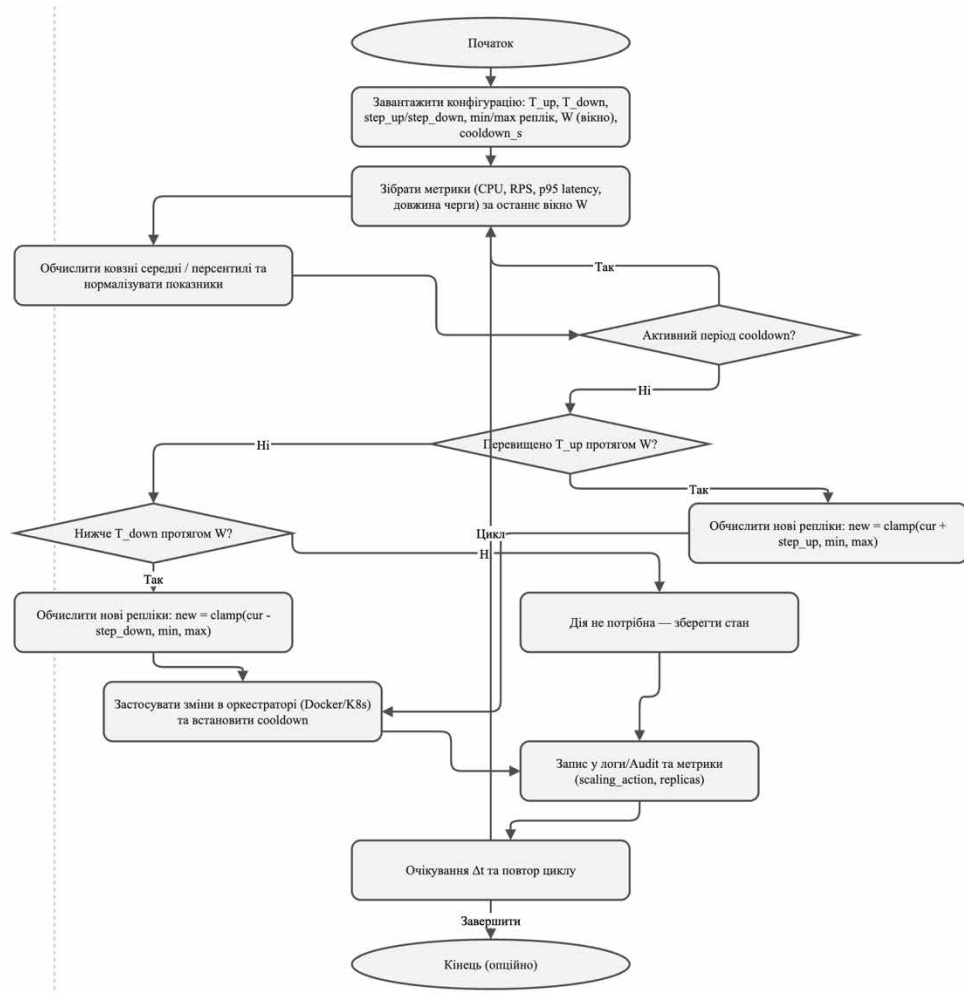 Початок
Завантажити конфігурацію: T_up, T_down,
step_up/step_down, min/max реплік, W (вікно),
cooldown_s
Зібрати метрики (CPU, RPS, p95 latency,
довжина черги) за останнє вікно W
Обчислити ковзні середні / персентилі та
нормалізувати показники
Так
Активний період cooldown?
Ні
Перевищено T_up протягом W?
Ні
Так
Обчислити нові репліки: new = clamp(cur +
step_up, min, max)
Нижче T_down протягом W?
Цикл
Ні
Так
Обчислити нові репліки: new = clamp(cur -
step_down, min, max)
Дія не потрібна — зберегти стан
Застосувати зміни в оркестраторі (Docker/K8s)
та встановити cooldown
Запис у логи/Audit та метрики
(scaling_action, replicas)
Очікування Δt та повтор циклу
Завершити
Кінець (опційно)